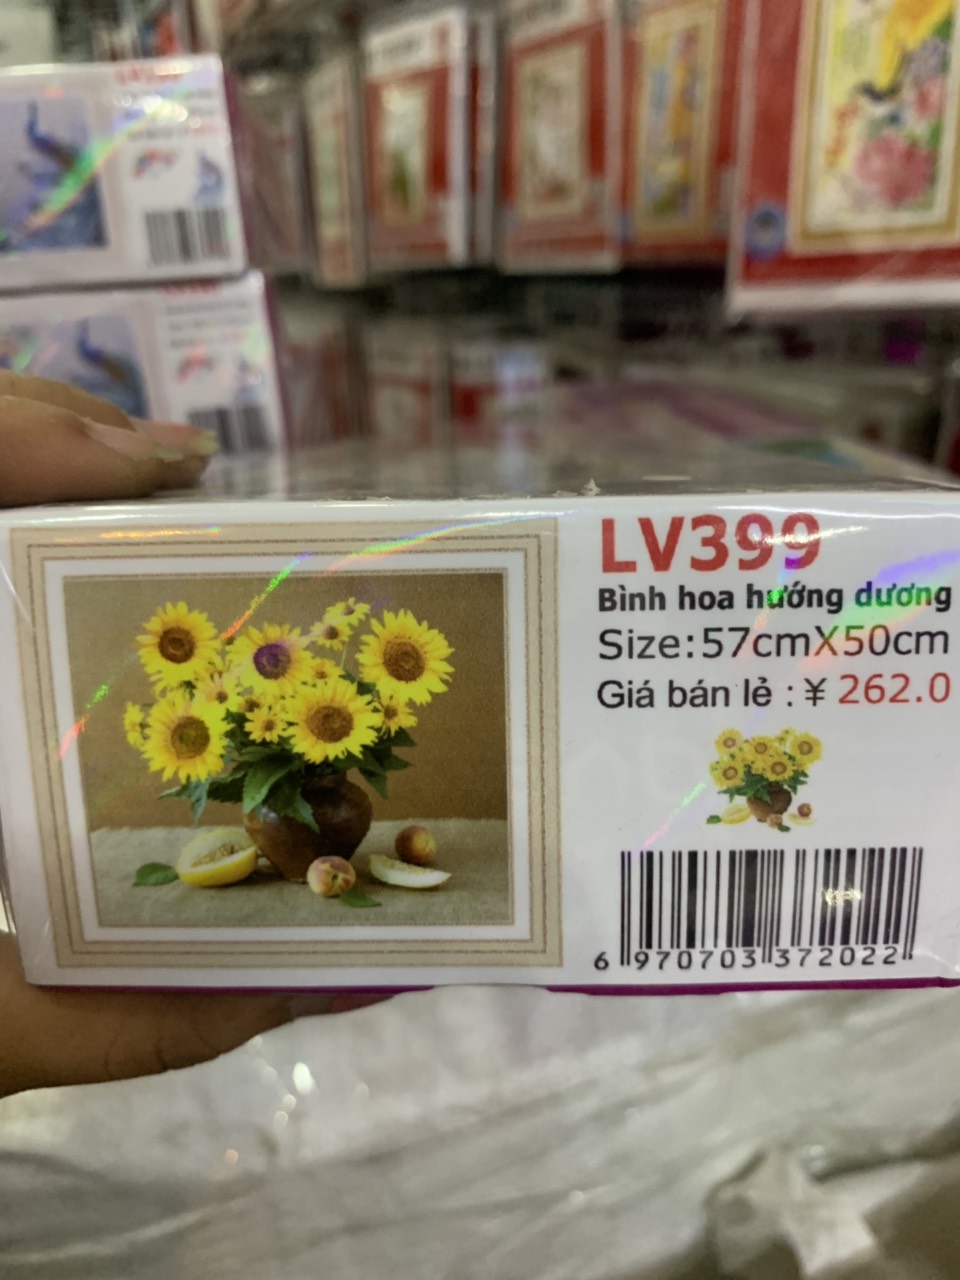 LV399
Bình hoa hướng dương
Size:57cmX50cm
Giá bán lẻ : ¥ 262.0
6 970703 372022